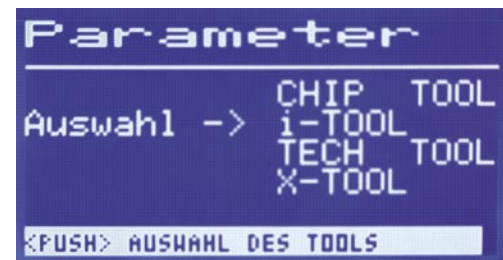 Parameter
CHIP TOOL
Auswahl -> i-TOOL
TECH TOOL
X-TOOL
<PUSH> AUSWAHL DES TOOLS